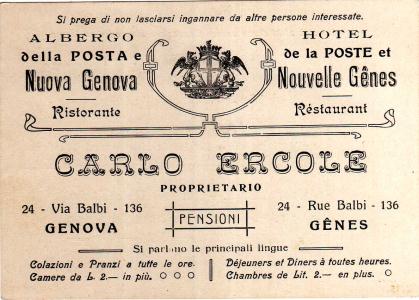 Si prega di non lasciarsi ingannare da altre persone interessate.
ALBERGO
della POSTA e
Nuova Genova
Ristorante
HOTEL
de la POSTE et
Nouvelle Gênes
Réstaurant
CARLO ERCOLE
PROPRIETARIO
24 - Via Balbi - 136
GENOVA
PENSIONI
24 - Rue Balbi - 136
GÊNES
Si parlano le principali lingue
Colazioni e Pranzi a tutte le ore.
Camere da L. 2.— in più.
Déjeuners et Diners à toutes heures.
Chambres de Lit. 2.— en plus.